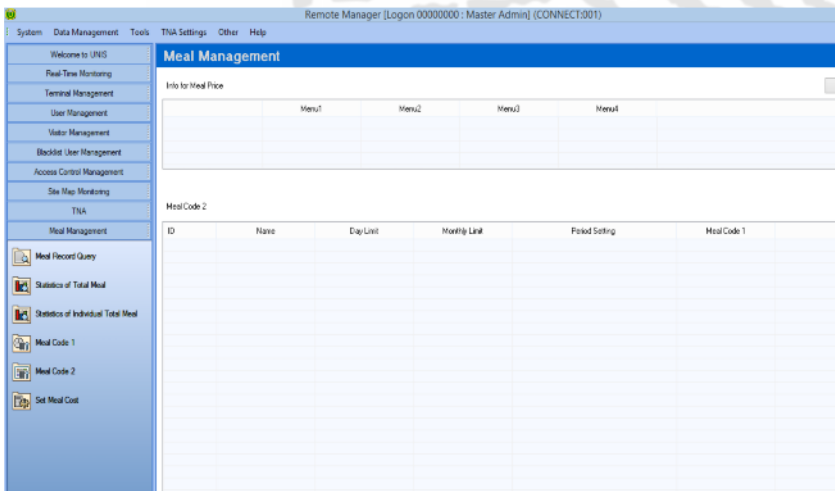 Remote Manager [Logon 00000000 : Master Admin] (CONNECT:001)
System Data Management Tools TNA Settings Other Help
Welcome to UNIS
Real-Time Monitoring
Terminal Management
User Management
Visitor Management
Blacklist User Management
Access Control Management
Site Map Monitoring
TNA
Meal Management
Meal Record Query
Statistics of Total Meal
Statistics of Individual Total Meal
Meal Code 1
Meal Code 2
Set Meal Cost
Meal Management
Info for Meal Price
Menu1 Menu2 Menu3 Menu4
Meal Code 2
ID Name Day Limit Monthly Limit Period Setting Meal Code 1